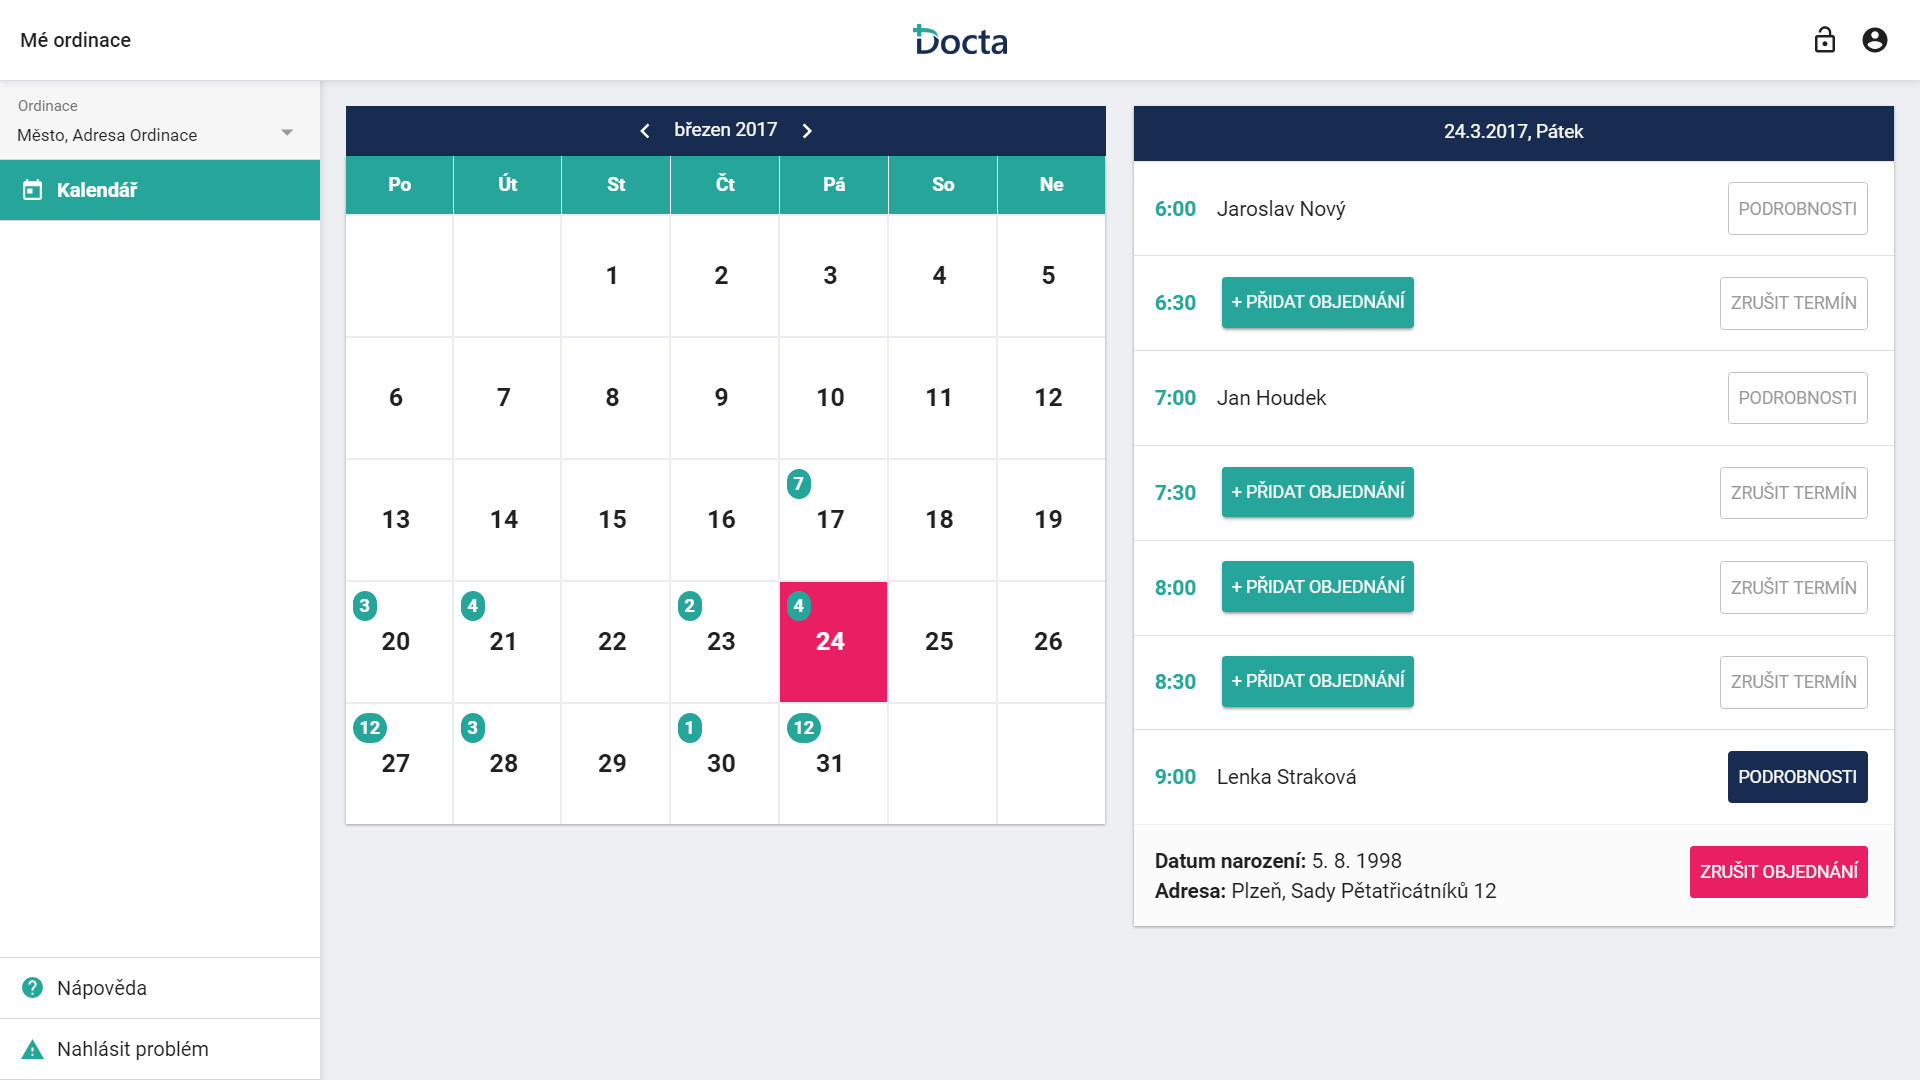 Mé ordinace
Docta
Ordinace
Město, Adresa Ordinace
Kalendář
Nápověda
Nahlásit problém
březen 2017
Po Út St Čt Pá So Ne
1 2 3 4 5
6 7 8 9 10 11 12
7
13 14 15 16 17 18 19
3 4 2 4
20 21 22 23 24 25 26
12 3 1 12
27 28 29 30 31
24.3.2017, Pátek
6:00 Jaroslav Nový PODROBNOSTI
6:30 + PŘIDAT OBJEDNÁNÍ ZRUŠIT TERMÍN
7:00 Jan Houdek PODROBNOSTI
7:30 + PŘIDAT OBJEDNÁNÍ ZRUŠIT TERMÍN
8:00 + PŘIDAT OBJEDNÁNÍ ZRUŠIT TERMÍN
8:30 + PŘIDAT OBJEDNÁNÍ ZRUŠIT TERMÍN
9:00 Lenka Straková PODROBNOSTI
Datum narození: 5. 8. 1998
Adresa: Plzeň, Sady Pětatřicátníků 12
ZRUŠIT OBJEDNÁNÍ